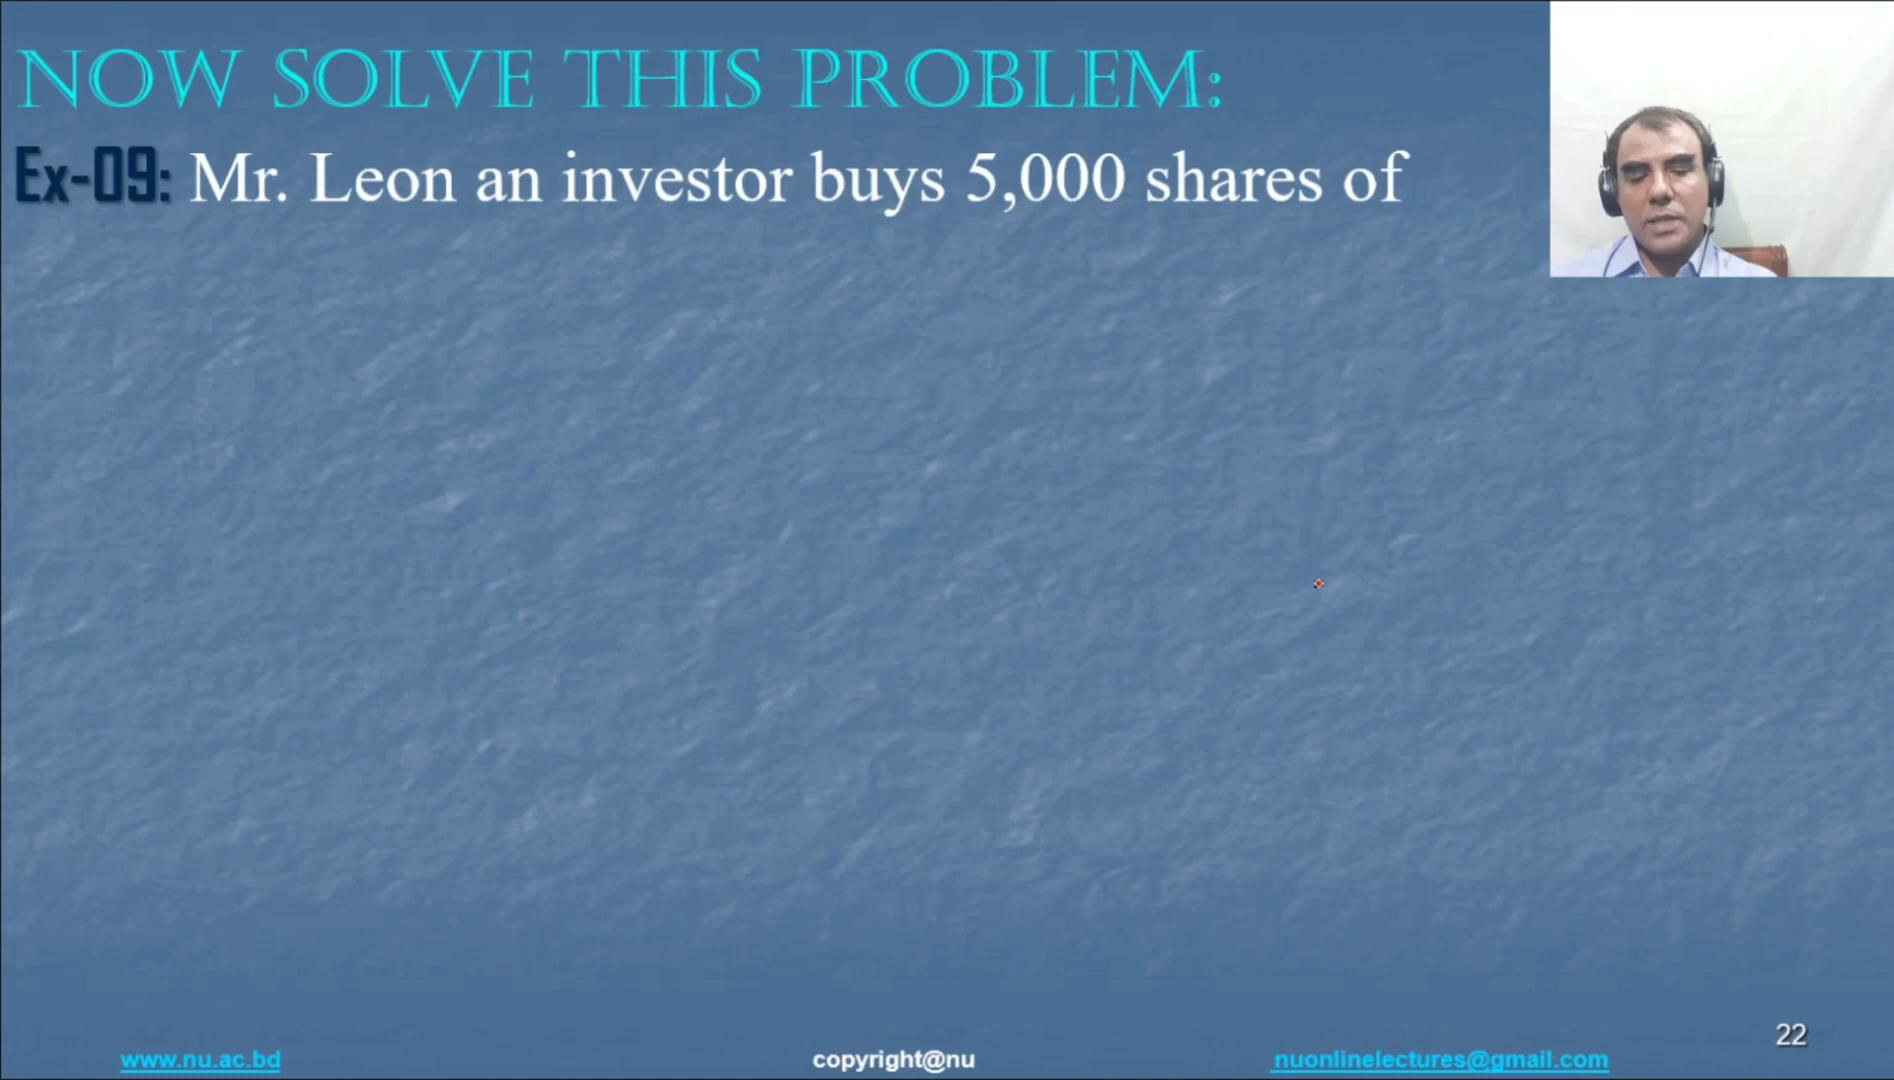 NOW SOLVE THIS PROBLEM:
Ex-09: Mr. Leon an investor buys 5,000 shares of
22
www.nu.ac.bd copyright@nu nuonlinelectures@gmail.com